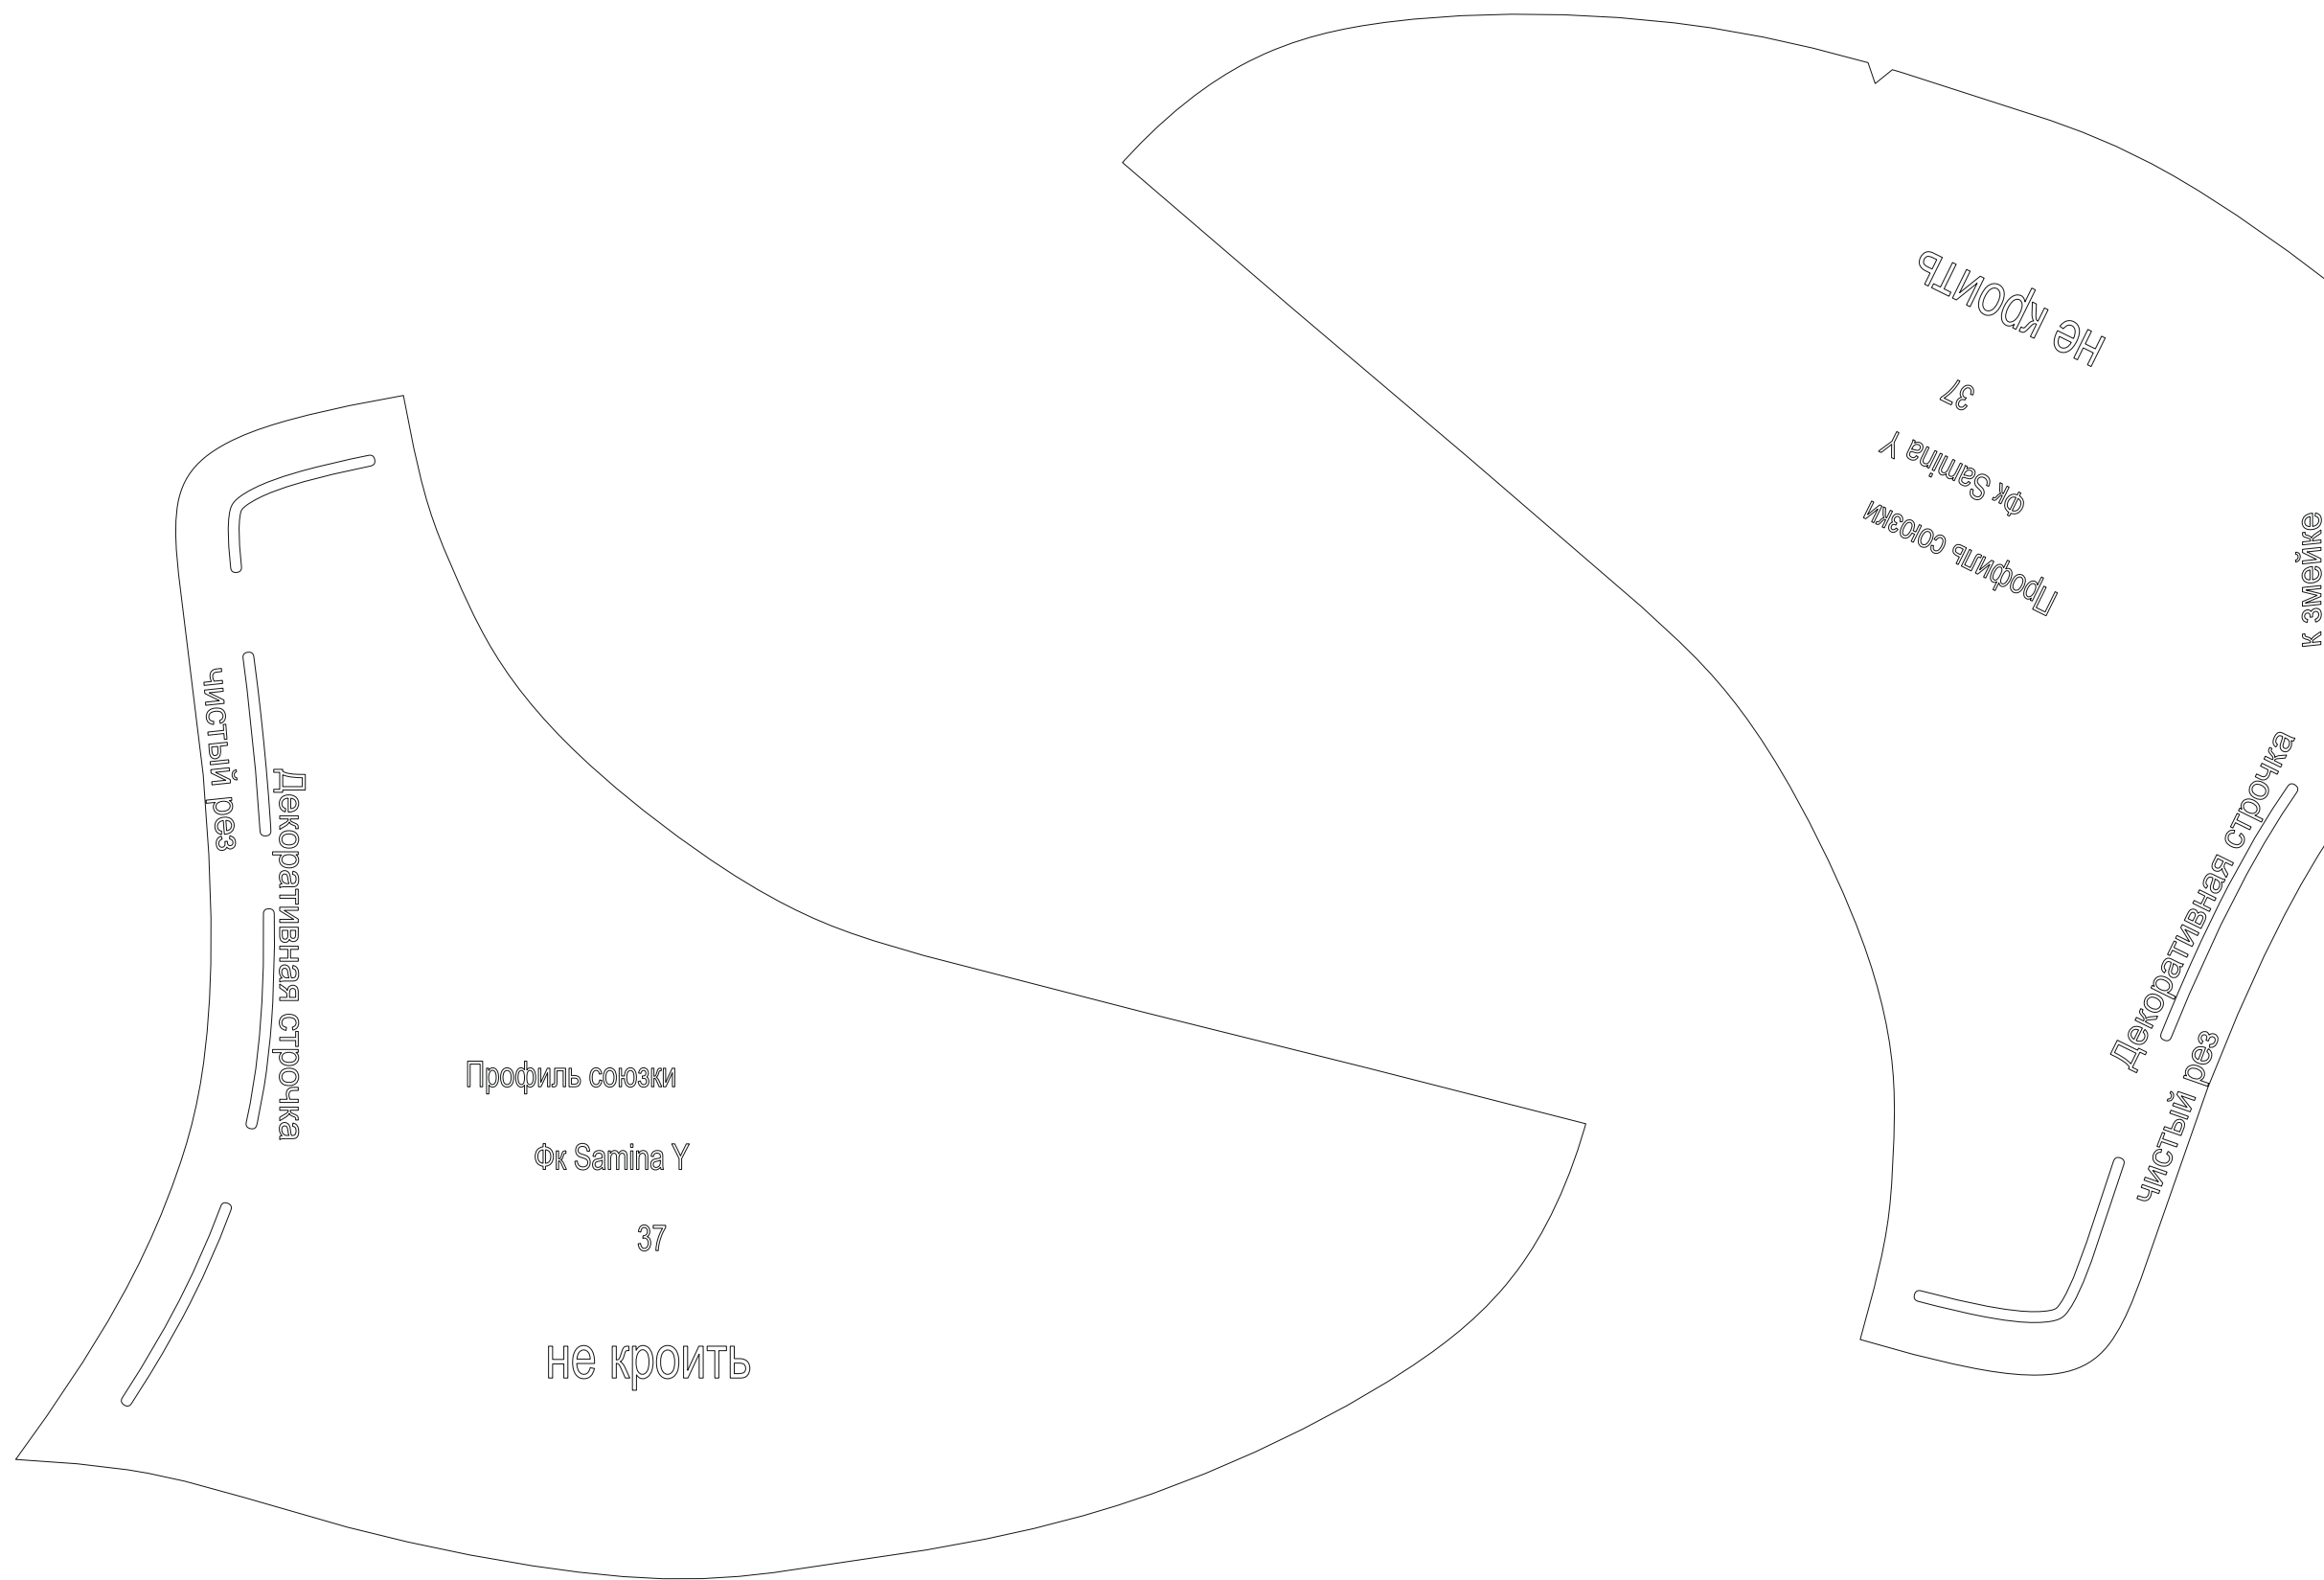 чистый рез
Декоративная строчка
Профиль союзки
Фк Samina Y
37
не кроить
Профиль союзки
Фк Samina Y
37
не кроить
к змейке
Декоративная строчка
чистый рез